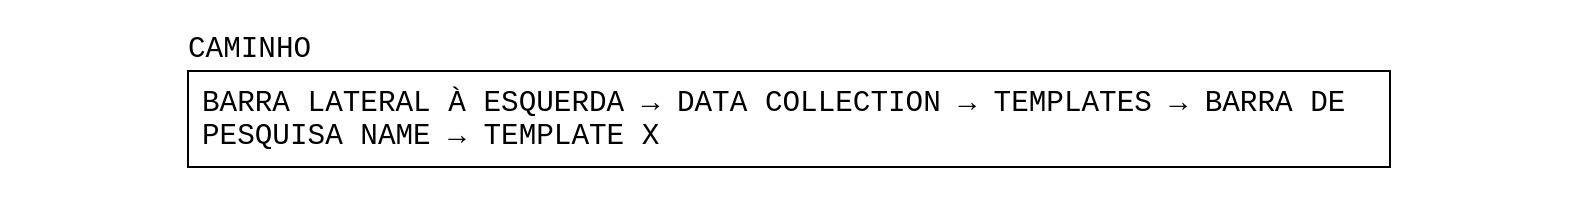 CAMINHO
BARRA LATERAL À ESQUERDA → DATA COLLECTION → TEMPLATES → BARRA DE
PESQUISA NAME → TEMPLATE X